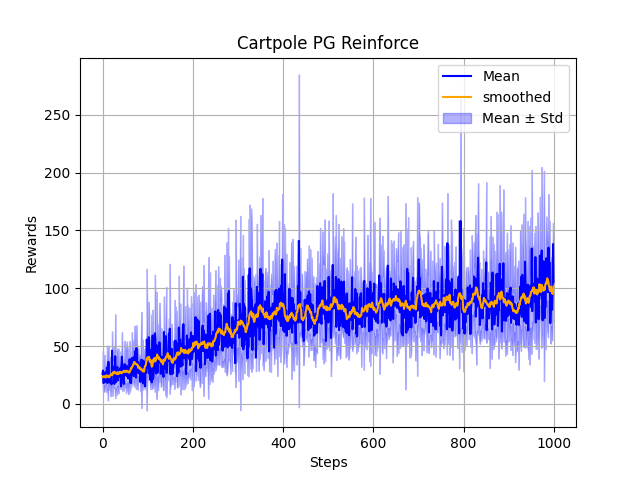 Cartpole PG Reinforce
Mean
smoothed
Mean ± Std
Rewards
250
200
150
100
50
0
0 200 400 600 800 1000
Steps